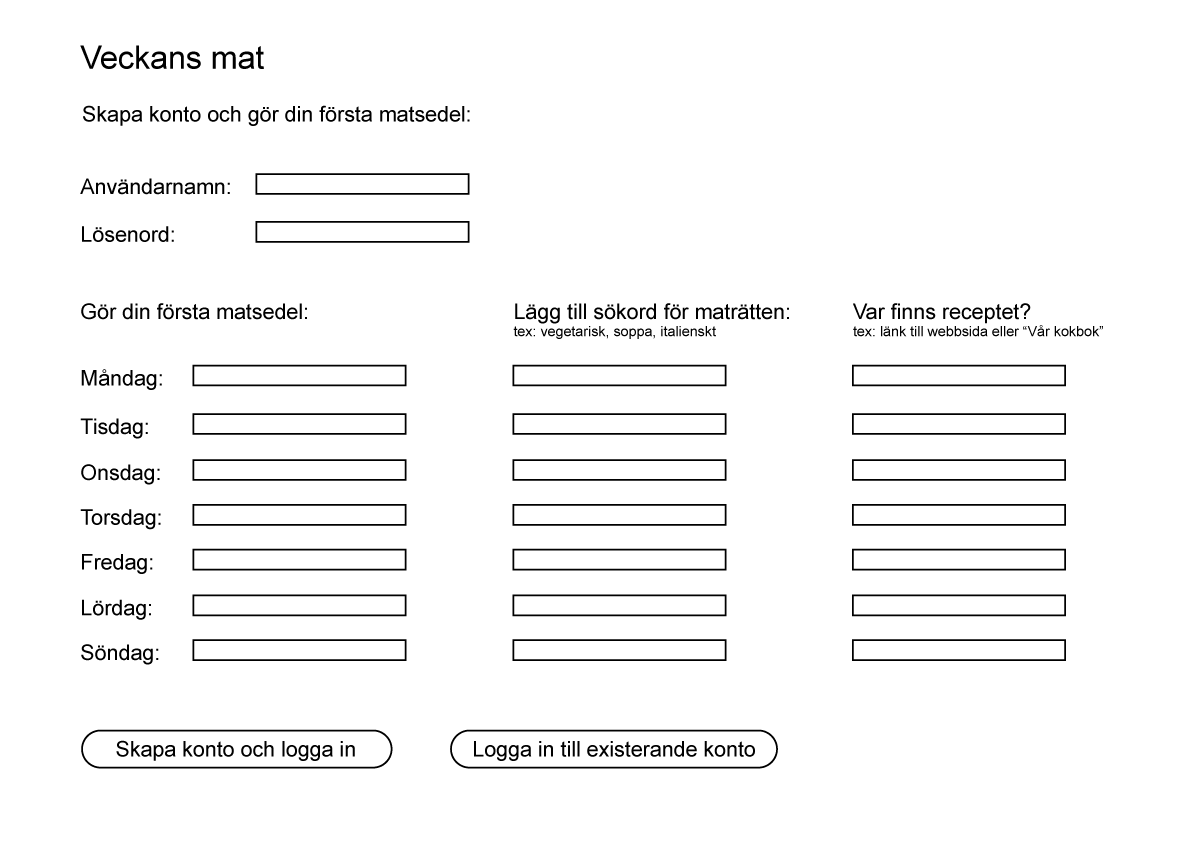 Veckans mat
Skapa konto och gör din första matsedel:
Användarnamn:
Lösenord:
Gör din första matsedel:
Lägg till sökord för maträtten:
tex: vegetarisk, soppa, italienskt
Var finns receptet?
tex: länk till webbsida eller “Vår kokbok”
Måndag:
Tisdag:
Onsdag:
Torsdag:
Fredag:
Lördag:
Söndag:
Skapa konto och logga in
Logga in till existerande konto